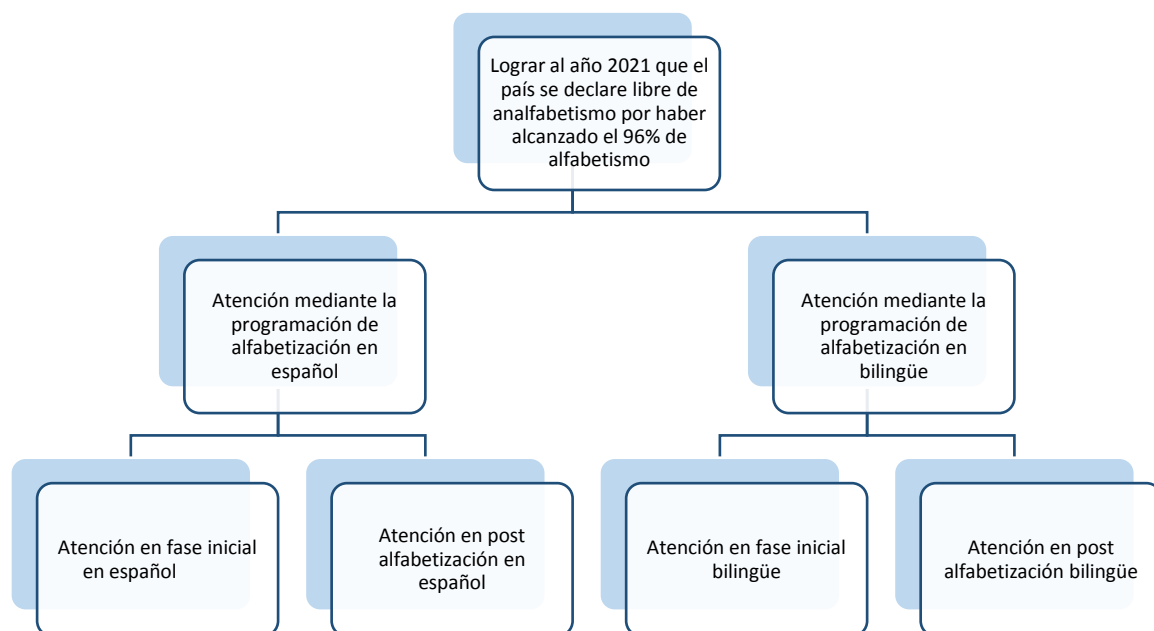 Lograr al año 2021 que el
país se declare libre de
analfabetismo por haber
alcanzado el 96% de
alfabetismo
Atención mediante la
programación de
alfabetización en
español
Atención mediante la
programación de
alfabetización en
bilingüe
Atención en fase inicial
en español
Atención en post
alfabetización en
español
Atención en fase inicial
bilingüe
Atención en post
alfabetización bilingüe